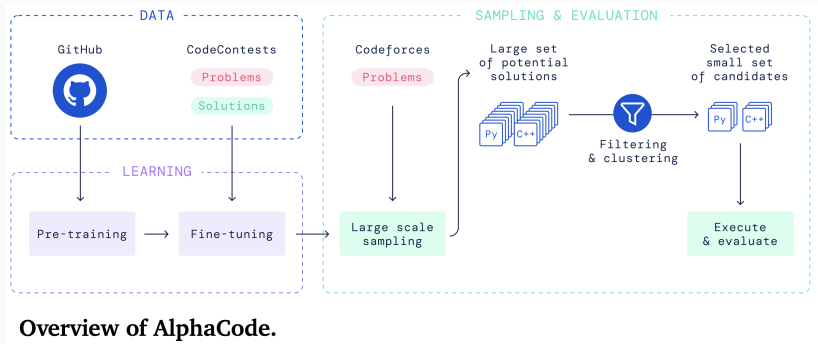 DATA
GitHub
CodeContests
Problems
Solutions
LEARNING
Pre-training
Fine-tuning
SAMPLING & EVALUATION
Codeforces
Problems
Large scale
sampling
Large set
of potential
solutions
Py
C++
Filtering
& clustering
Selected
small set
of candidates
Py
C++
Execute
& evaluate
Overview of AlphaCode.